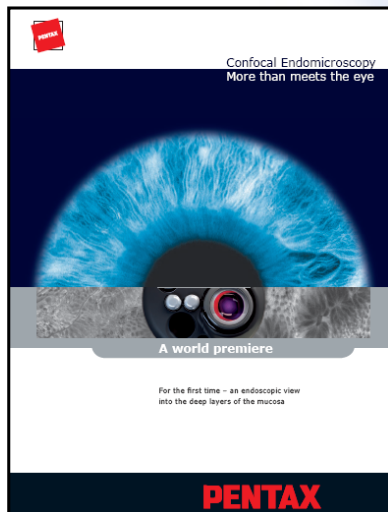 PENTAX
Confocal Endomicroscopy
More than meets the eye
A world premiere
For the first time – an endoscopic view
into the deep layers of the mucosa
PENTAX